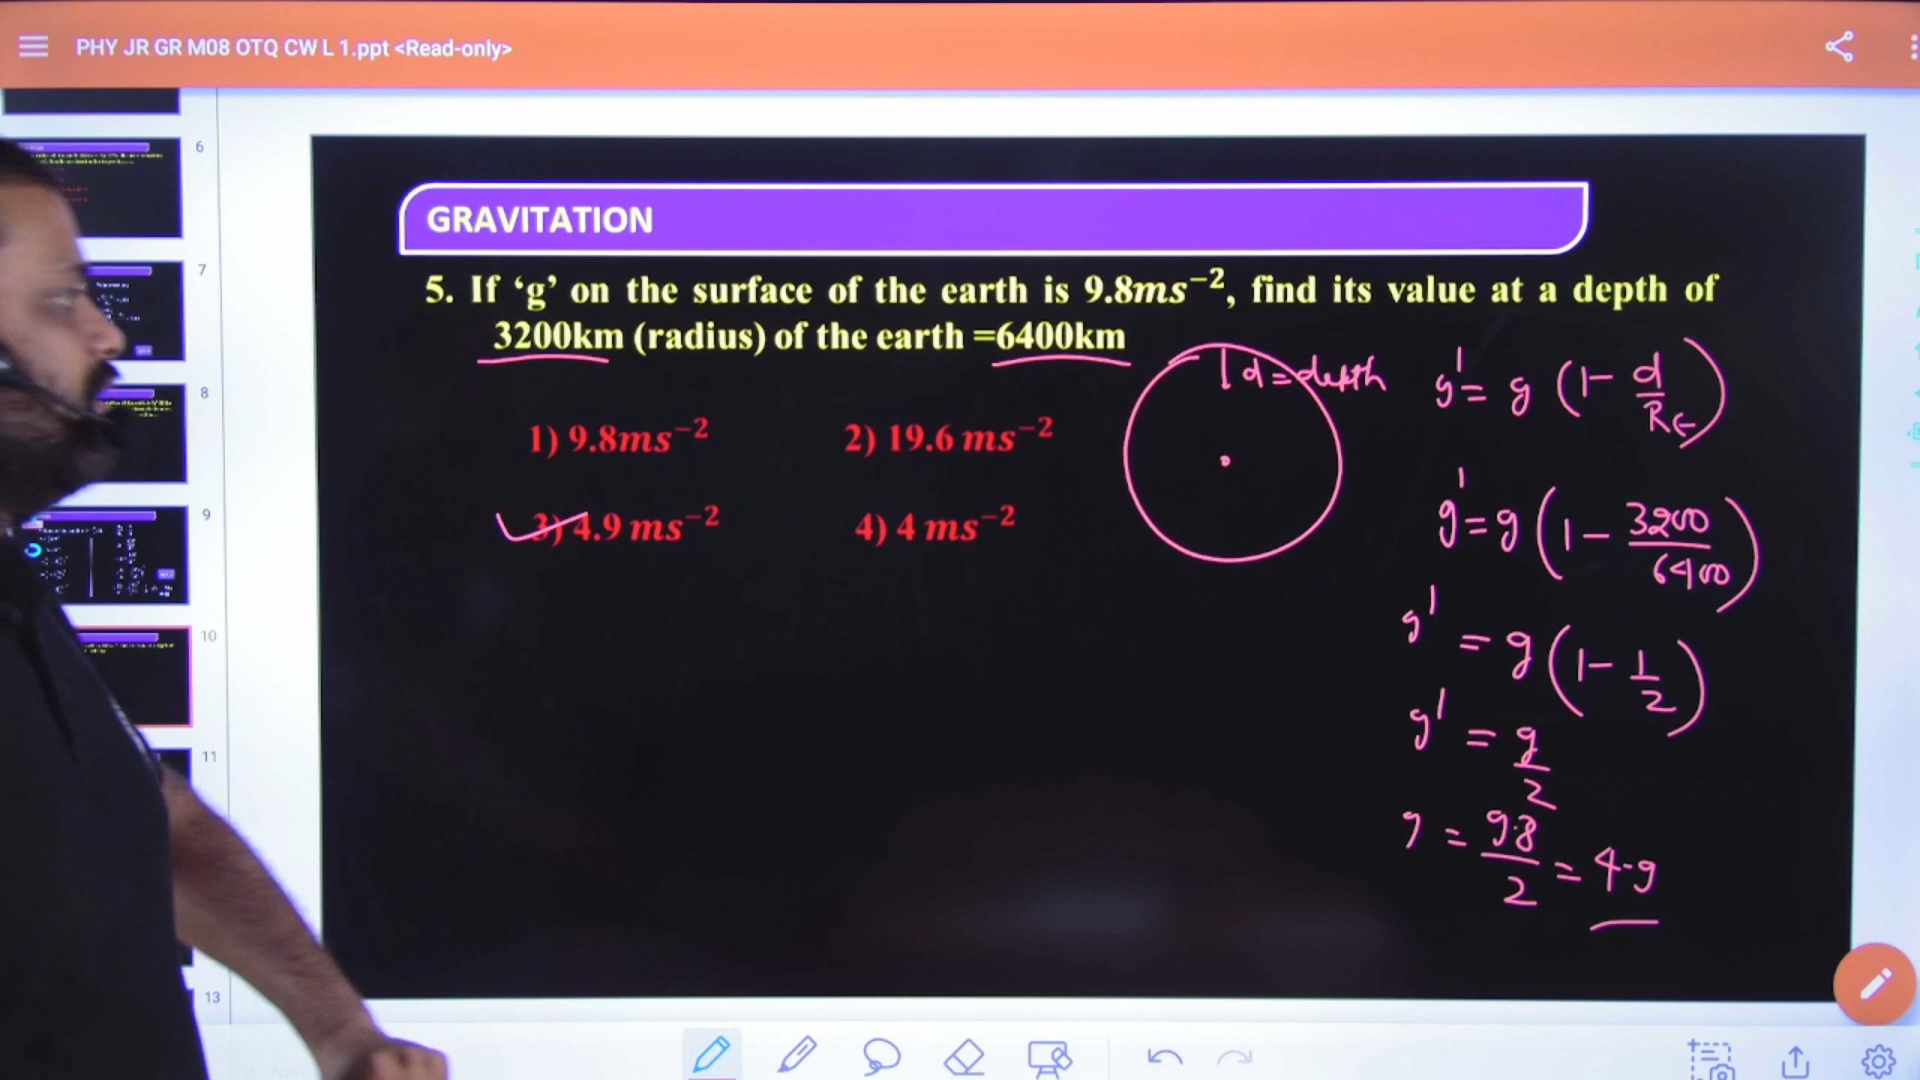 PHY JR GR M08 OTQ CW L 1.ppt <Read-only>
6
7
8
9
10
11
13
GRAVITATION
5. If ‘g’ on the surface of the earth is 9.8ms⁻², find its value at a depth of
3200km (radius) of the earth =6400km
1) 9.8ms⁻² 2) 19.6 ms⁻²
3) 4.9 ms⁻² 4) 4 ms⁻²
d = depth
g' = g (1 - d/RE)
g' = g (1 - 3200/6400)
g' = g (1 - 1/2)
g' = g/2
g = 9.8/2 = 4.9